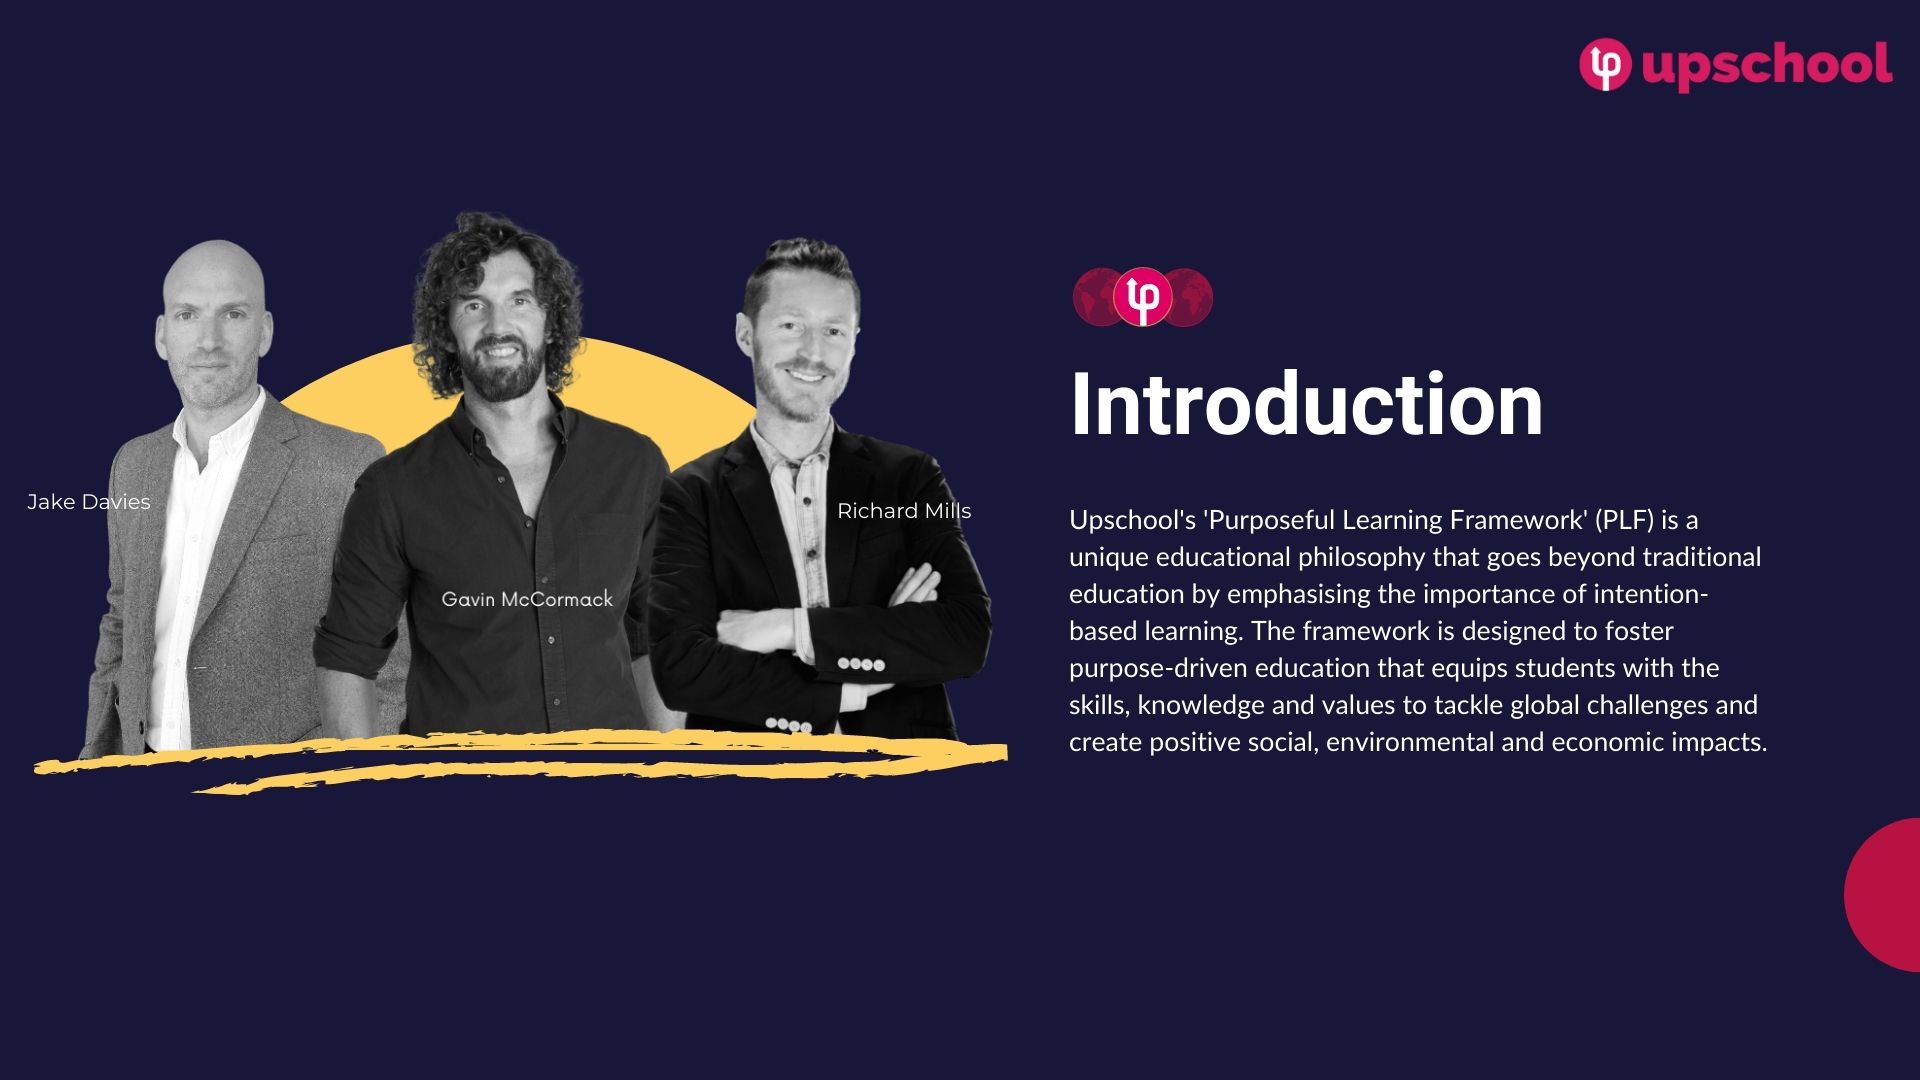 upschool
Jake Davies
Gavin McCormack
Richard Mills
Introduction
Upschool's 'Purposeful Learning Framework' (PLF) is a
unique educational philosophy that goes beyond traditional
education by emphasising the importance of intention-
based learning. The framework is designed to foster
purpose-driven education that equips students with the
skills, knowledge and values to tackle global challenges and
create positive social, environmental and economic impacts.